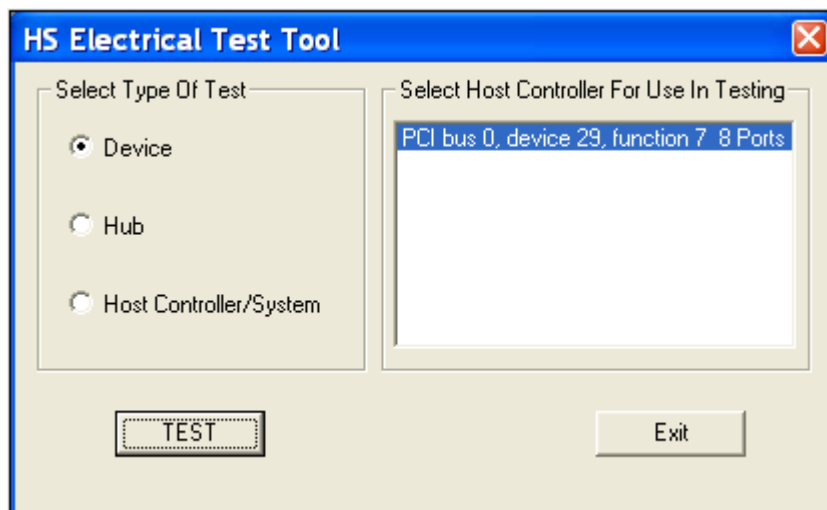 HS Electrical Test Tool
Select Type Of Test
Device
Hub
Host Controller/System
Select Host Controller For Use In Testing
PCI bus 0, device 29, function 7  8 Ports
TEST
Exit